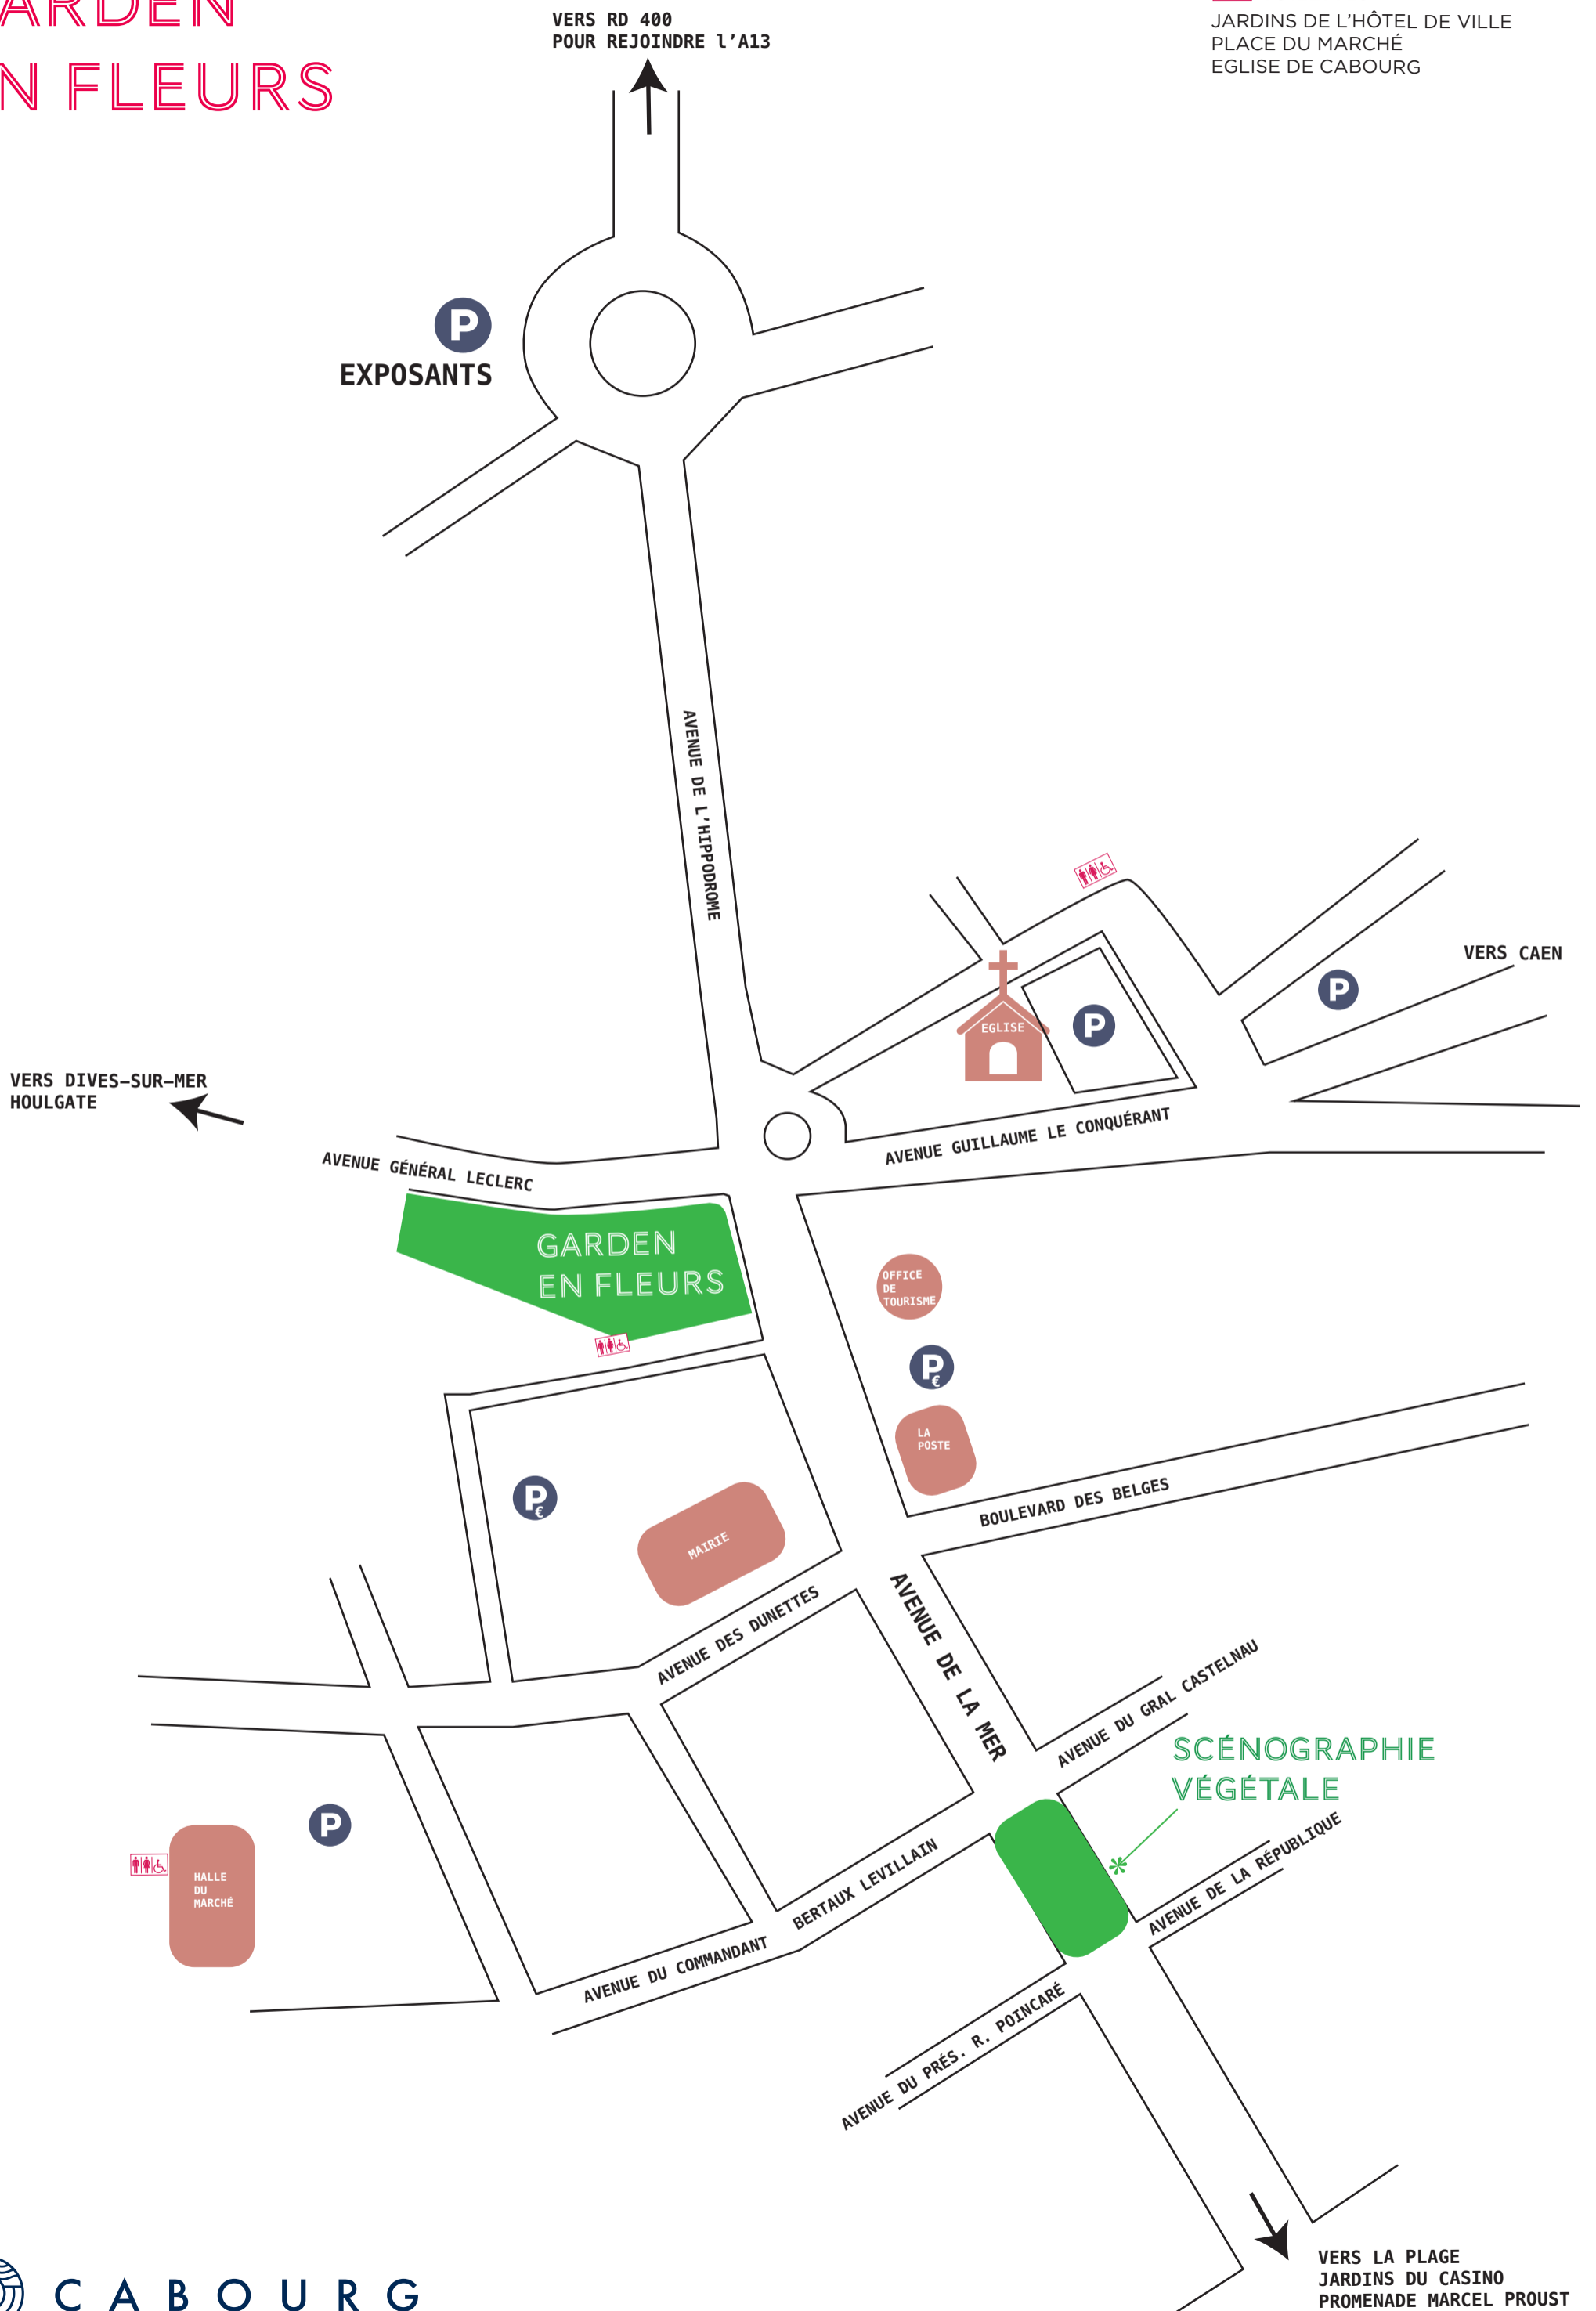 ARDEN
N FLEURS
VERS RD 400
POUR REJOINDRE l'A13
JARDINS DE L'HÔTEL DE VILLE
PLACE DU MARCHÉ
EGLISE DE CABOURG
P
EXPOSANTS
AVENUE DE L'HIPPODROME
VERS CAEN
P
P
EGLISE
VERS DIVES–SUR–MER
HOULGATE
AVENUE GUILLAUME LE CONQUÉRANT
AVENUE GÉNÉRAL LECLERC
GARDEN
EN FLEURS
OFFICE
DE
TOURISME
P€
LA
POSTE
P€
BOULEVARD DES BELGES
MAIRIE
AVENUE DES DUNETTES
AVENUE DE LA MER
AVENUE DU GRAL CASTELNAU
SCÉNOGRAPHIE
VÉGÉTALE
*
P
HALLE
DU
MARCHÉ
AVENUE DE LA RÉPUBLIQUE
AVENUE DU COMMANDANT BERTAUX LEVILLAIN
AVENUE DU PRÉS. R. POINCARÉ
VERS LA PLAGE
JARDINS DU CASINO
PROMENADE MARCEL PROUST
CABOURG